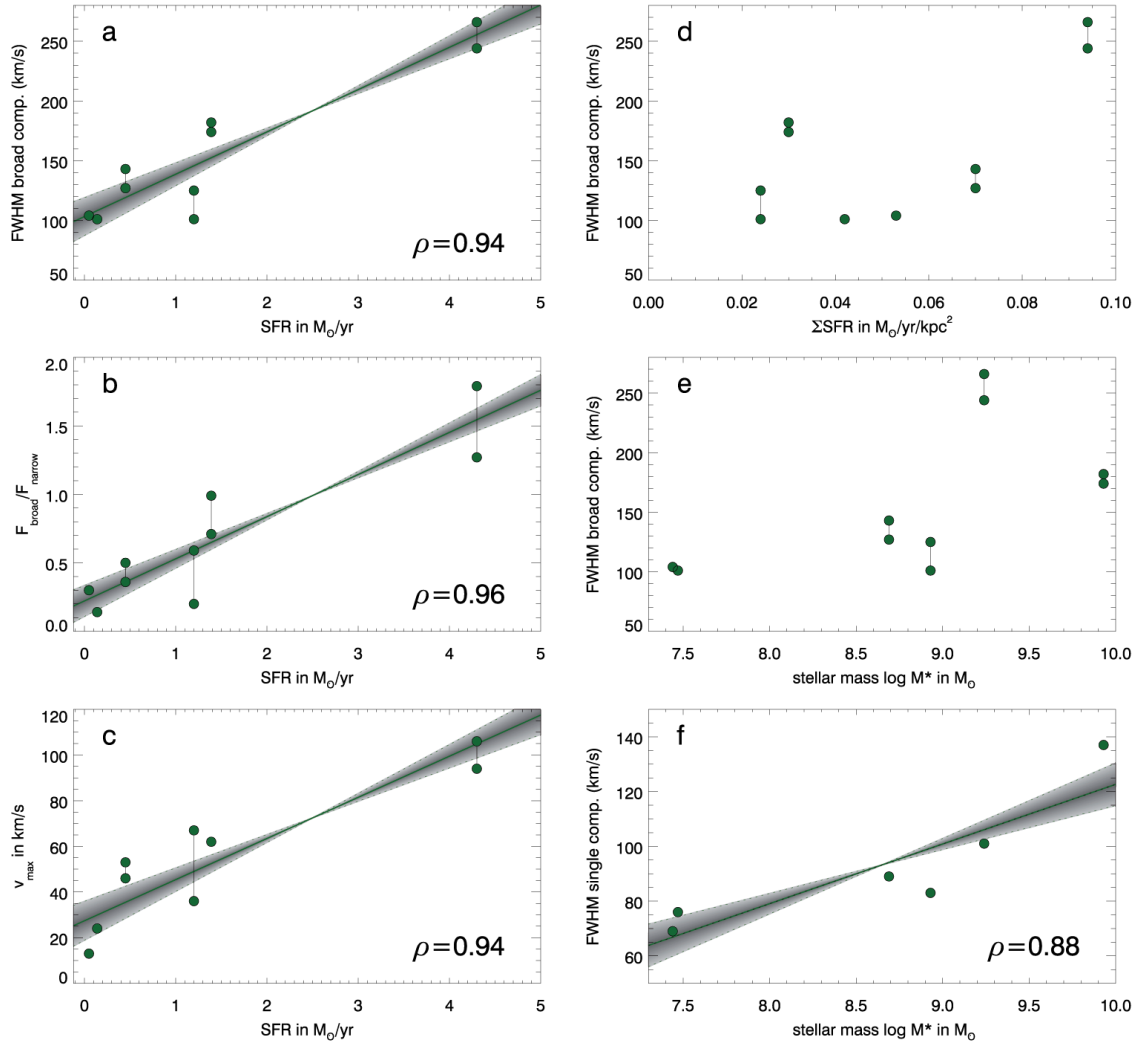 a
FWHM broad comp. (km/s)
250
200
150
100
50
ρ=0.94
0 1 2 3 4 5
SFR in M⊙/yr
d
FWHM broad comp. (km/s)
250
200
150
100
50
0.00 0.02 0.04 0.06 0.08 0.10
ΣSFR in M⊙/yr/kpc²
b
F_broad/F_narrow
2.0
1.5
1.0
0.5
0.0
ρ=0.96
0 1 2 3 4 5
SFR in M⊙/yr
e
FWHM broad comp. (km/s)
250
200
150
100
50
7.5 8.0 8.5 9.0 9.5 10.0
stellar mass log M* in M⊙
c
v_max in km/s
120
100
80
60
40
20
0
ρ=0.94
0 1 2 3 4 5
SFR in M⊙/yr
f
FWHM single comp. (km/s)
140
120
100
80
60
ρ=0.88
7.5 8.0 8.5 9.0 9.5 10.0
stellar mass log M* in M⊙